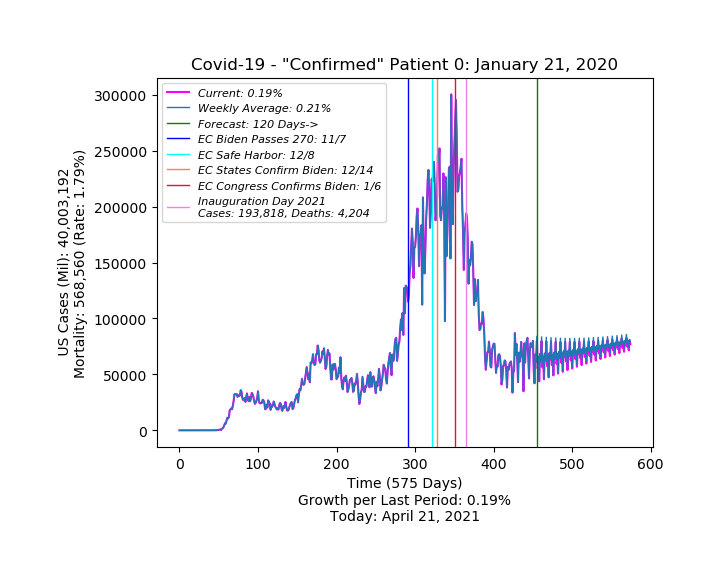 Covid-19 - "Confirmed" Patient 0: January 21, 2020
Current: 0.19%
Weekly Average: 0.21%
Forecast: 120 Days->
EC Biden Passes 270: 11/7
EC Safe Harbor: 12/8
EC States Confirm Biden: 12/14
EC Congress Confirms Biden: 1/6
Inauguration Day 2021
Cases: 193,818, Deaths: 4,204
US Cases (Mil): 40,003,192
Mortality: 568,560 (Rate: 1.79%)
300000
250000
200000
150000
100000
50000
0
0 100 200 300 400 500 600
Time (575 Days)
Growth per Last Period: 0.19%
Today: April 21, 2021